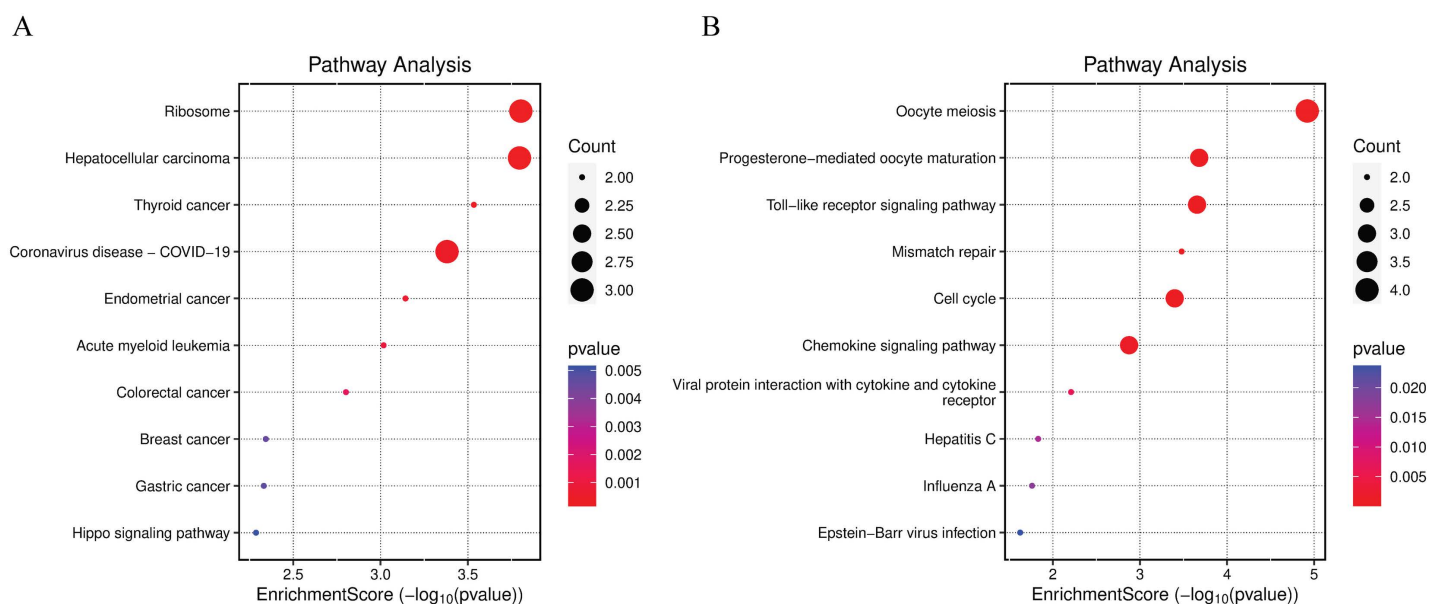 A
Pathway Analysis
Ribosome
Hepatocellular carcinoma
Thyroid cancer
Coronavirus disease − COVID−19
Endometrial cancer
Acute myeloid leukemia
Colorectal cancer
Breast cancer
Gastric cancer
Hippo signaling pathway
2.5 3.0 3.5
EnrichmentScore (−log10(pvalue))
Count
2.00
2.25
2.50
2.75
3.00
pvalue
0.005
0.004
0.003
0.002
0.001
B
Pathway Analysis
Oocyte meiosis
Progesterone−mediated oocyte maturation
Toll−like receptor signaling pathway
Mismatch repair
Cell cycle
Chemokine signaling pathway
Viral protein interaction with cytokine and cytokine
receptor
Hepatitis C
Influenza A
Epstein−Barr virus infection
2 3 4 5
EnrichmentScore (−log10(pvalue))
Count
2.0
2.5
3.0
3.5
4.0
pvalue
0.020
0.015
0.010
0.005